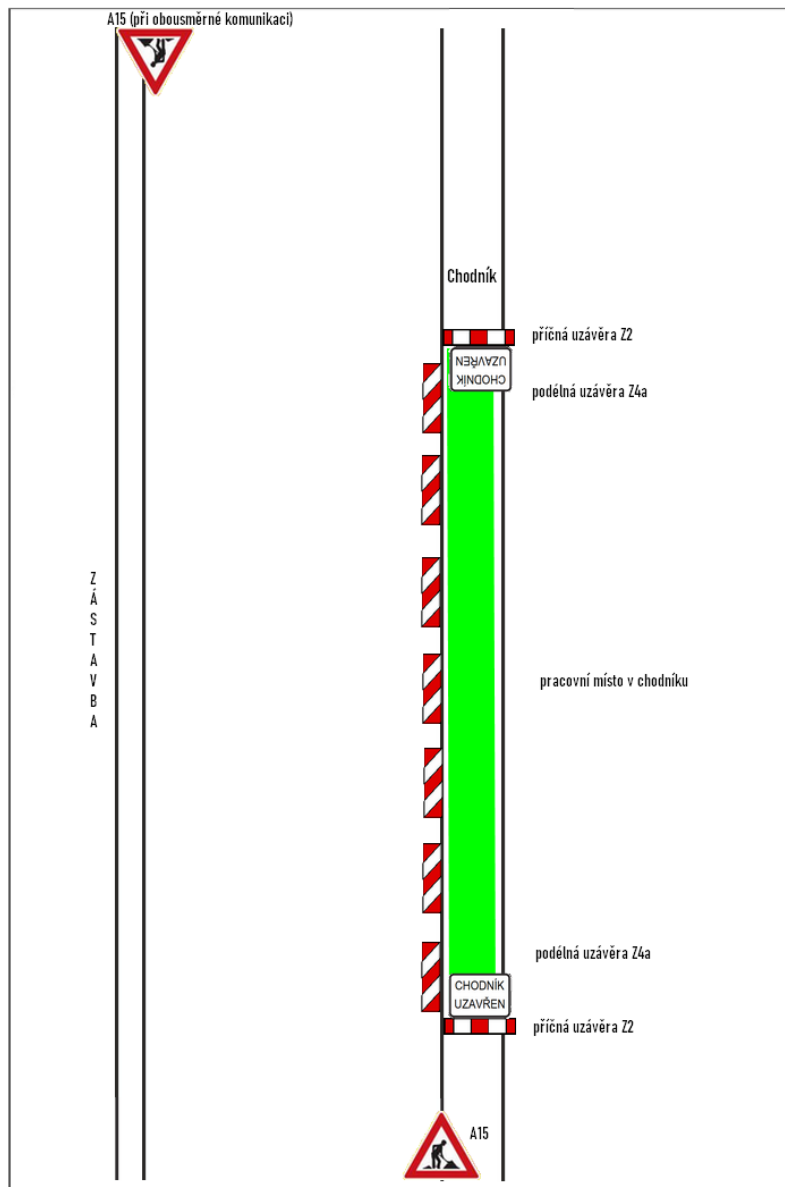 A15 (při obousměrné komunikaci)
Chodník
příčná uzávěra Z2
CHODNÍK
UZAVŘEN
podélná uzávěra Z4a
ZÁSTAVBA
pracovní místo v chodníku
podélná uzávěra Z4a
CHODNÍK
UZAVŘEN
příčná uzávěra Z2
A15